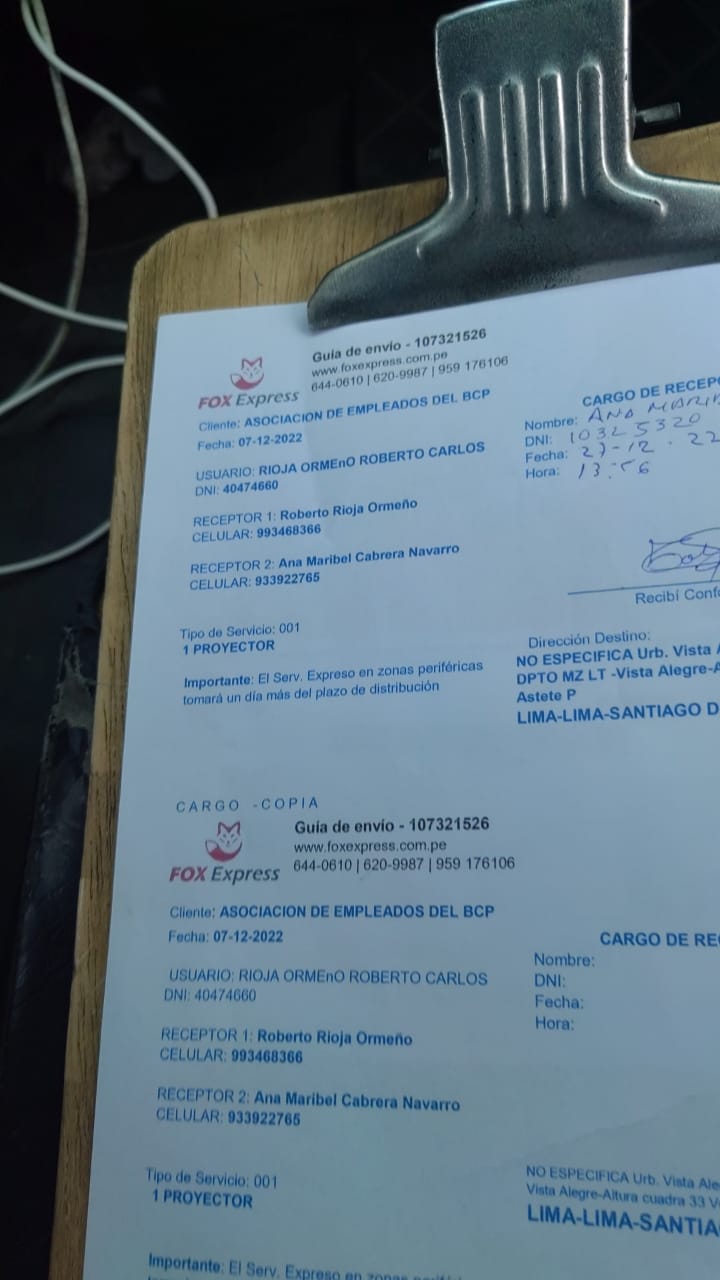 Guía de envio - 107321526
www.foxexpress.com.pe
644-0610 | 620-9987 | 959 176106
FOX Express
Cliente: ASOCIACION DE EMPLEADOS DEL BCP
Fecha: 07-12-2022
USUARIO: RIOJA ORMEnO ROBERTO CARLOS
DNI: 40474660
RECEPTOR 1: Roberto Rioja Ormeño
CELULAR: 993468366
RECEPTOR 2: Ana Maribel Cabrera Navarro
CELULAR: 933922765
Tipo de Servicio: 001
1 PROYECTOR
Importante: El Serv. Expreso en zonas periféricas
tomará un día más del plazo de distribución
CARGO DE RECEP
Nombre: ANA MARI
DNI: 10325320
Fecha: 27-12.22
Hora: 13:56
Recibí Conf
Dirección Destino:
NO ESPECIFICA Urb. Vista
DPTO MZ LT -Vista Alegre-A
Astete P
LIMA-LIMA-SANTIAGO D
CARGO -COPIA
Guía de envio - 107321526
www.foxexpress.com.pe
644-0610 | 620-9987 | 959 176106
FOX Express
Cliente: ASOCIACION DE EMPLEADOS DEL BCP
Fecha: 07-12-2022
USUARIO: RIOJA ORMEnO ROBERTO CARLOS
DNI: 40474660
RECEPTOR 1: Roberto Rioja Ormeño
CELULAR: 993468366
RECEPTOR 2: Ana Maribel Cabrera Navarro
CELULAR: 933922765
Tipo de Servicio: 001
1 PROYECTOR
Importante: El Serv. Expreso en zonas periféricas
CARGO DE REC
Nombre:
DNI:
Fecha:
Hora:
NO ESPECIFICA Urb. Vista Ale
Vista Alegre-Altura cuadra 33 V
LIMA-LIMA-SANTIA